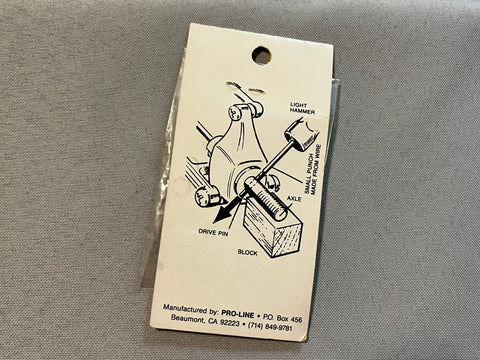 LIGHT
HAMMER
SMALL PUNCH
MADE FROM WIRE
AXLE
DRIVE PIN
BLOCK
Manufactured by: PRO-LINE • P.O. Box 456
Beaumont, CA 92223 • (714) 849-9781